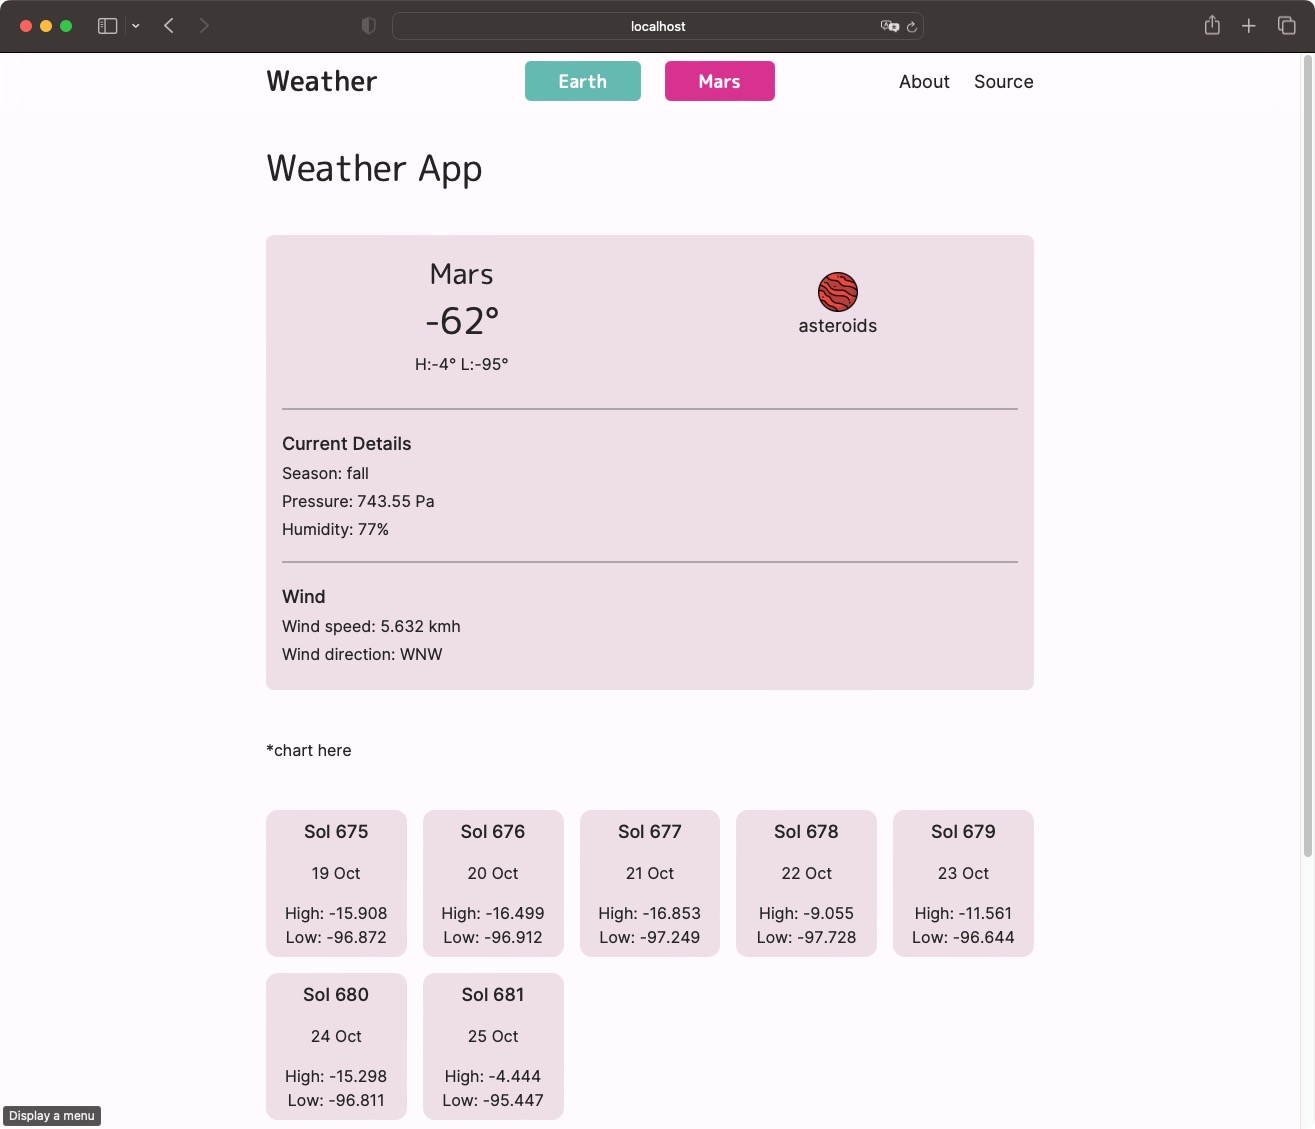 localhost
Weather Earth Mars About Source
Weather App
Mars
-62°
H:-4° L:-95°
asteroids
Current Details
Season: fall
Pressure: 743.55 Pa
Humidity: 77%
Wind
Wind speed: 5.632 kmh
Wind direction: WNW
*chart here
Sol 675
19 Oct
High: -15.908
Low: -96.872
Sol 676
20 Oct
High: -16.499
Low: -96.912
Sol 677
21 Oct
High: -16.853
Low: -97.249
Sol 678
22 Oct
High: -9.055
Low: -97.728
Sol 679
23 Oct
High: -11.561
Low: -96.644
Sol 680
24 Oct
High: -15.298
Low: -96.811
Sol 681
25 Oct
High: -4.444
Low: -95.447
Display a menu